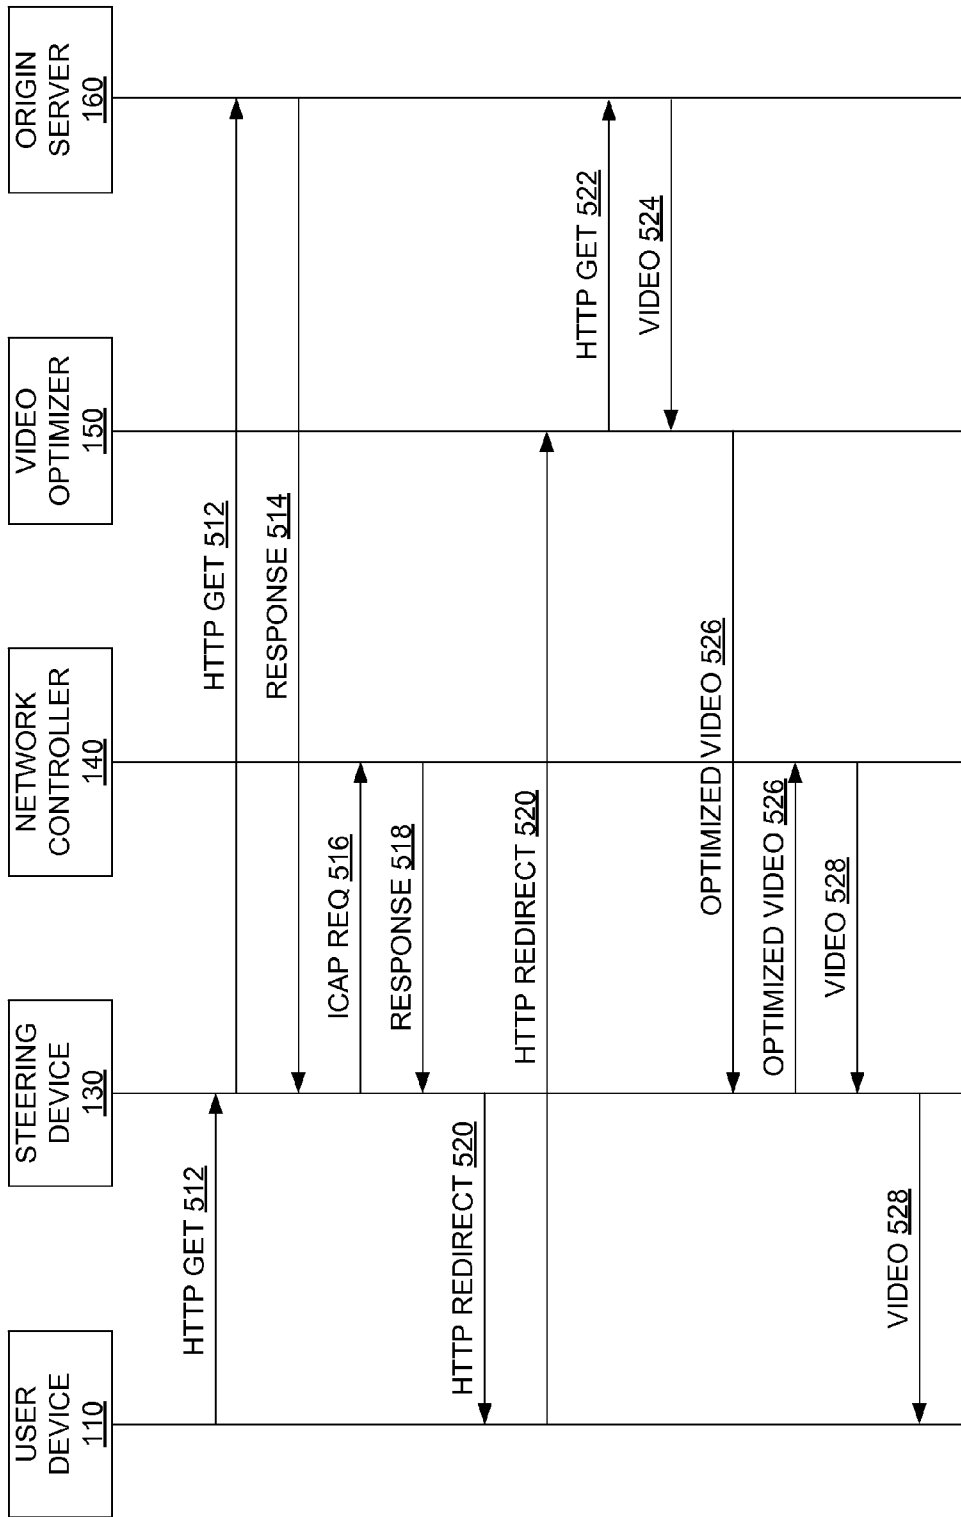 USER
DEVICE
110
STEERING
DEVICE
130
NETWORK
CONTROLLER
140
VIDEO
OPTIMIZER
150
ORIGIN
SERVER
160
HTTP GET 512
HTTP GET 512
RESPONSE 514
ICAP REQ 516
RESPONSE 518
HTTP REDIRECT 520
HTTP REDIRECT 520
HTTP GET 522
VIDEO 524
OPTIMIZED VIDEO 526
OPTIMIZED VIDEO 526
VIDEO 528
VIDEO 528